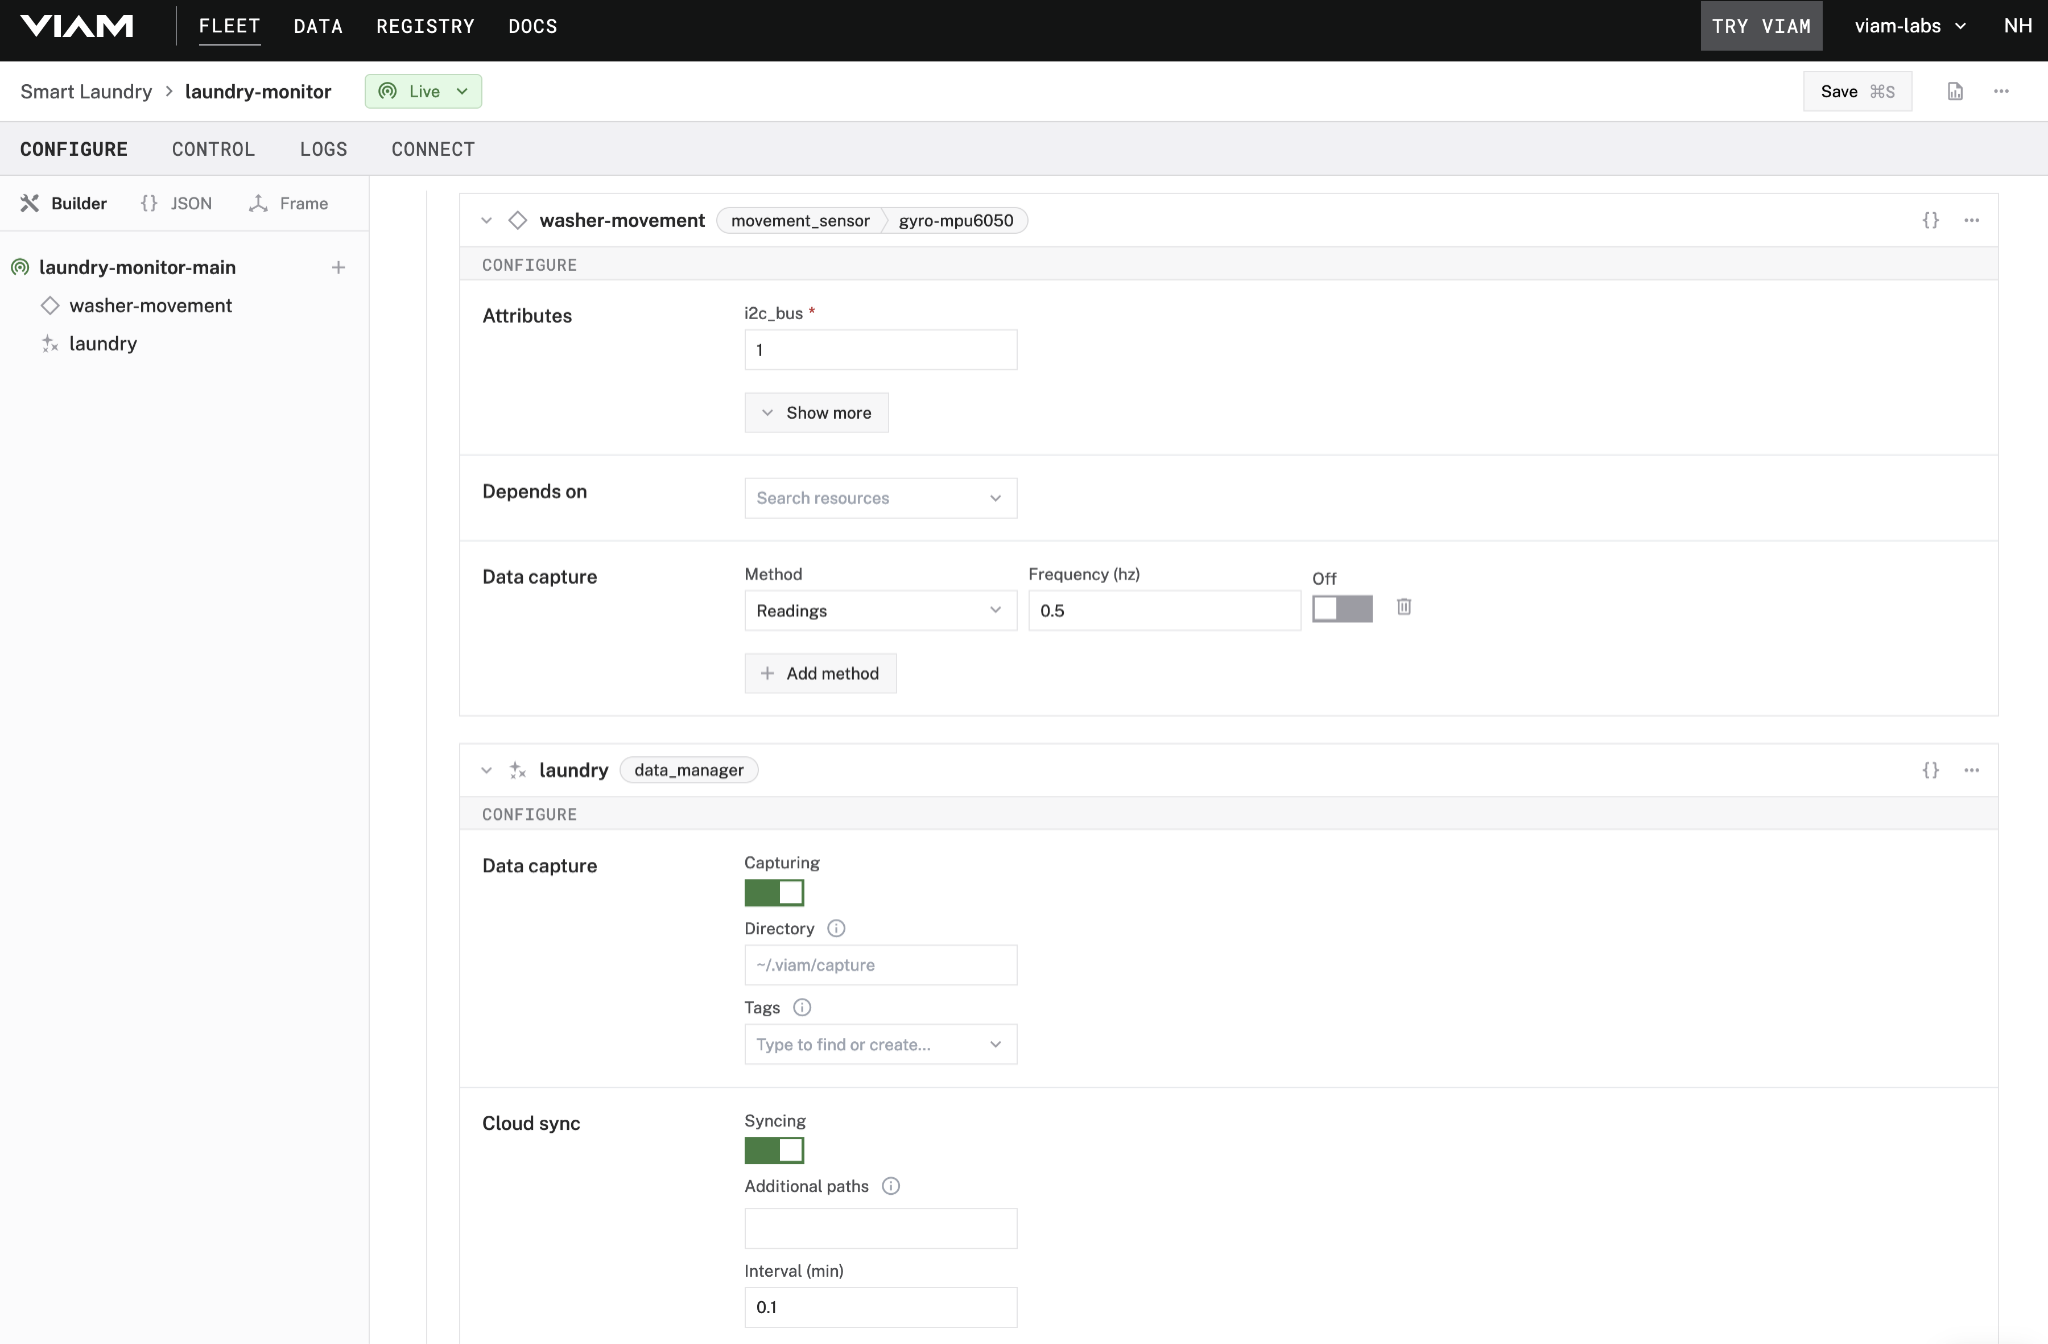 VIAM FLEET DATA REGISTRY DOCS TRY VIAM viam-labs NH
Smart Laundry > laundry-monitor Live Save ⌘S
CONFIGURE CONTROL LOGS CONNECT
Builder {} JSON Frame
laundry-monitor-main
washer-movement
laundry
washer-movement movement_sensor gyro-mpu6050 {}
CONFIGURE
Attributes
i2c_bus *
1
Show more
Depends on
Search resources
Data capture
Method Frequency (hz) Off
Readings 0.5
+ Add method
laundry data_manager {}
CONFIGURE
Data capture
Capturing
Directory
~/.viam/capture
Tags
Type to find or create...
Cloud sync
Syncing
Additional paths
Interval (min)
0.1